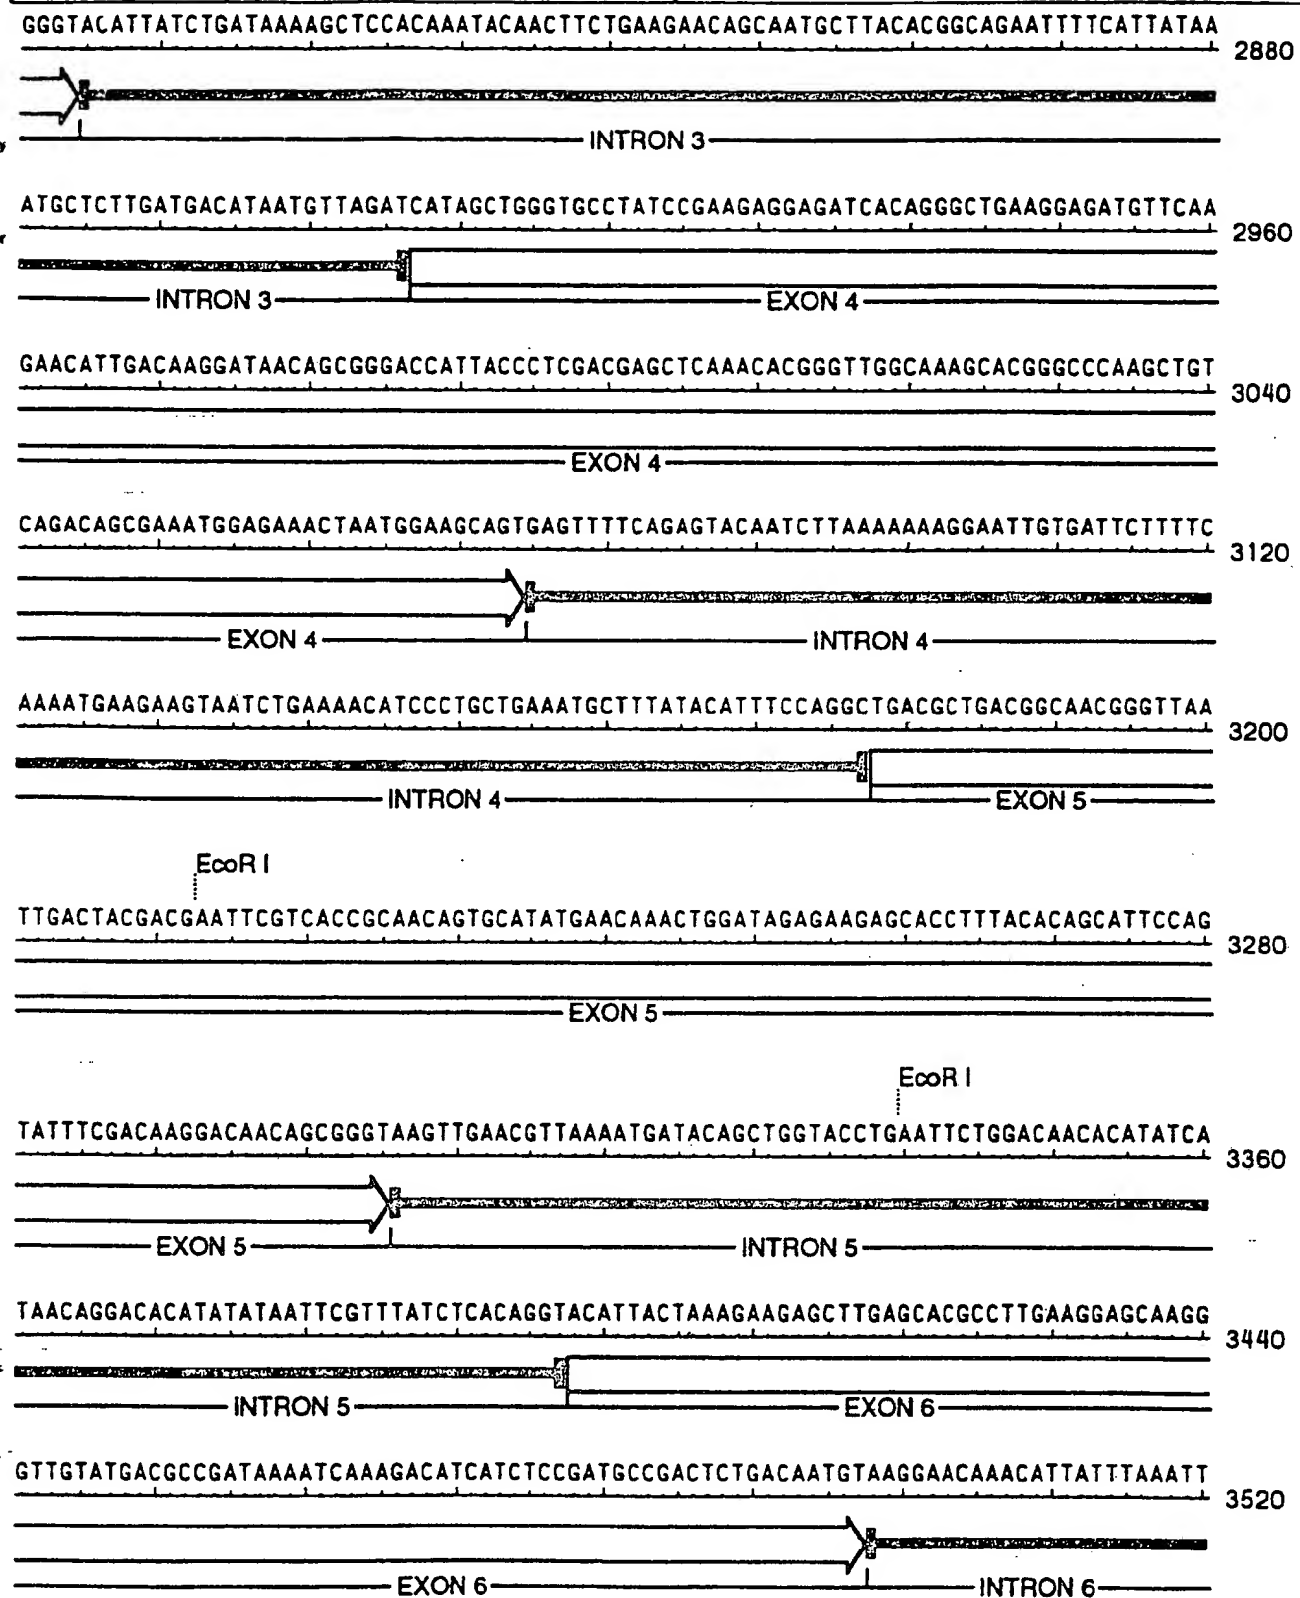 GGGTACATTATCTGATAAAAGCTCCACAAATACAACTTCTGAAGAACAGCAATGCTTACACGGCAGAATTTTCATTATAA
2880
INTRON 3
ATGCTCTTGATGACATAATGTTAGATCATAGCTGGGTGCCTATCCGAAGAGGAGATCACAGGGCTGAAGGAGATGTTCAA
2960
INTRON 3 EXON 4
GAACATTGACAAGGATAACAGCGGGACCATTACCCTCGACGAGCTCAAACACGGGTTGGCAAAGCACGGGCCCAAGCTGT
3040
EXON 4
CAGACAGCGAAATGGAGAAACTAATGGAAGCAGTGAGTTTTCAGAGTACAATCTTAAAAAAAGGAATTGTGATTCTTTTC
3120
EXON 4 INTRON 4
AAAATGAAGAAGTAATCTGAAAACATCCCTGCTGAAATGCTTTATACATTTCCAGGCTGACGCTGACGGCAACGGGTTAA
3200
INTRON 4 EXON 5
EcoR I
TTGACTACGACGAATTCGTCACCGCAACAGTGCATATGAACAAACTGGATAGAGAAGAGCACCTTTACACAGCATTCCAG
3280
EXON 5
EcoR I
TATTTCGACAAGGACAACAGCGGGTAAGTTGAACGTTAAAATGATACAGCTGGTACCTGAATTCTGGACAACACATATCA
3360
EXON 5 INTRON 5
TAACAGGACACATATATAATTCGTTTATCTCACAGGTACATTACTAAAGAAGAGCTTGAGCACGCCTTGAAGGAGCAAGG
3440
INTRON 5 EXON 6
GTTGTATGACGCCGATAAAATCAAAGACATCATCTCCGATGCCGACTCTGACAATGTAAGGAACAAACATTATTTAAATT
3520
EXON 6 INTRON 6